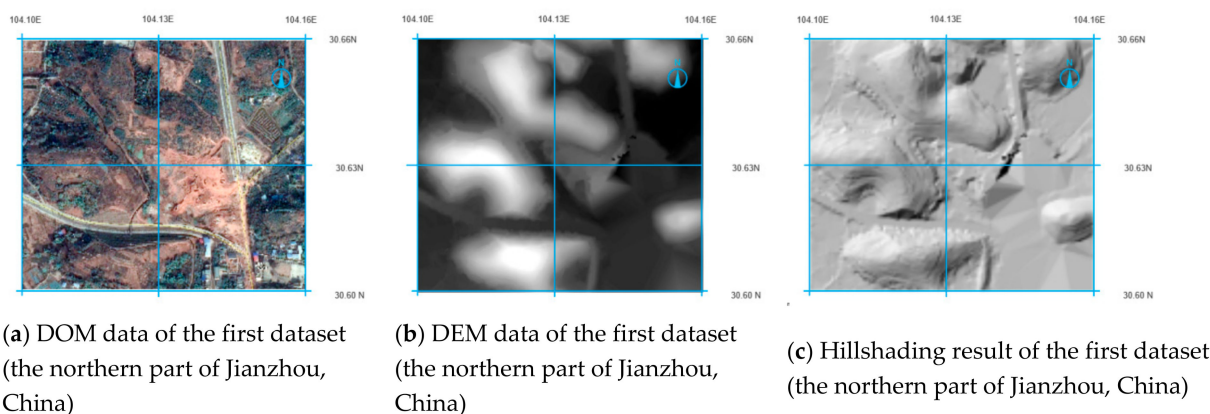 104.10E 104.13E 104.16E 104.10E 104.13E 104.16E 104.10E 104.13E 104.16E
30.66N 30.66N 30.66N
N N N
30.63N 30.63N 30.63N
30.60 N 30.60 N 30.60 N
(a) DOM data of the first dataset
(the northern part of Jianzhou,
China)
(b) DEM data of the first dataset
(the northern part of Jianzhou,
China)
(c) Hillshading result of the first dataset
(the northern part of Jianzhou, China)